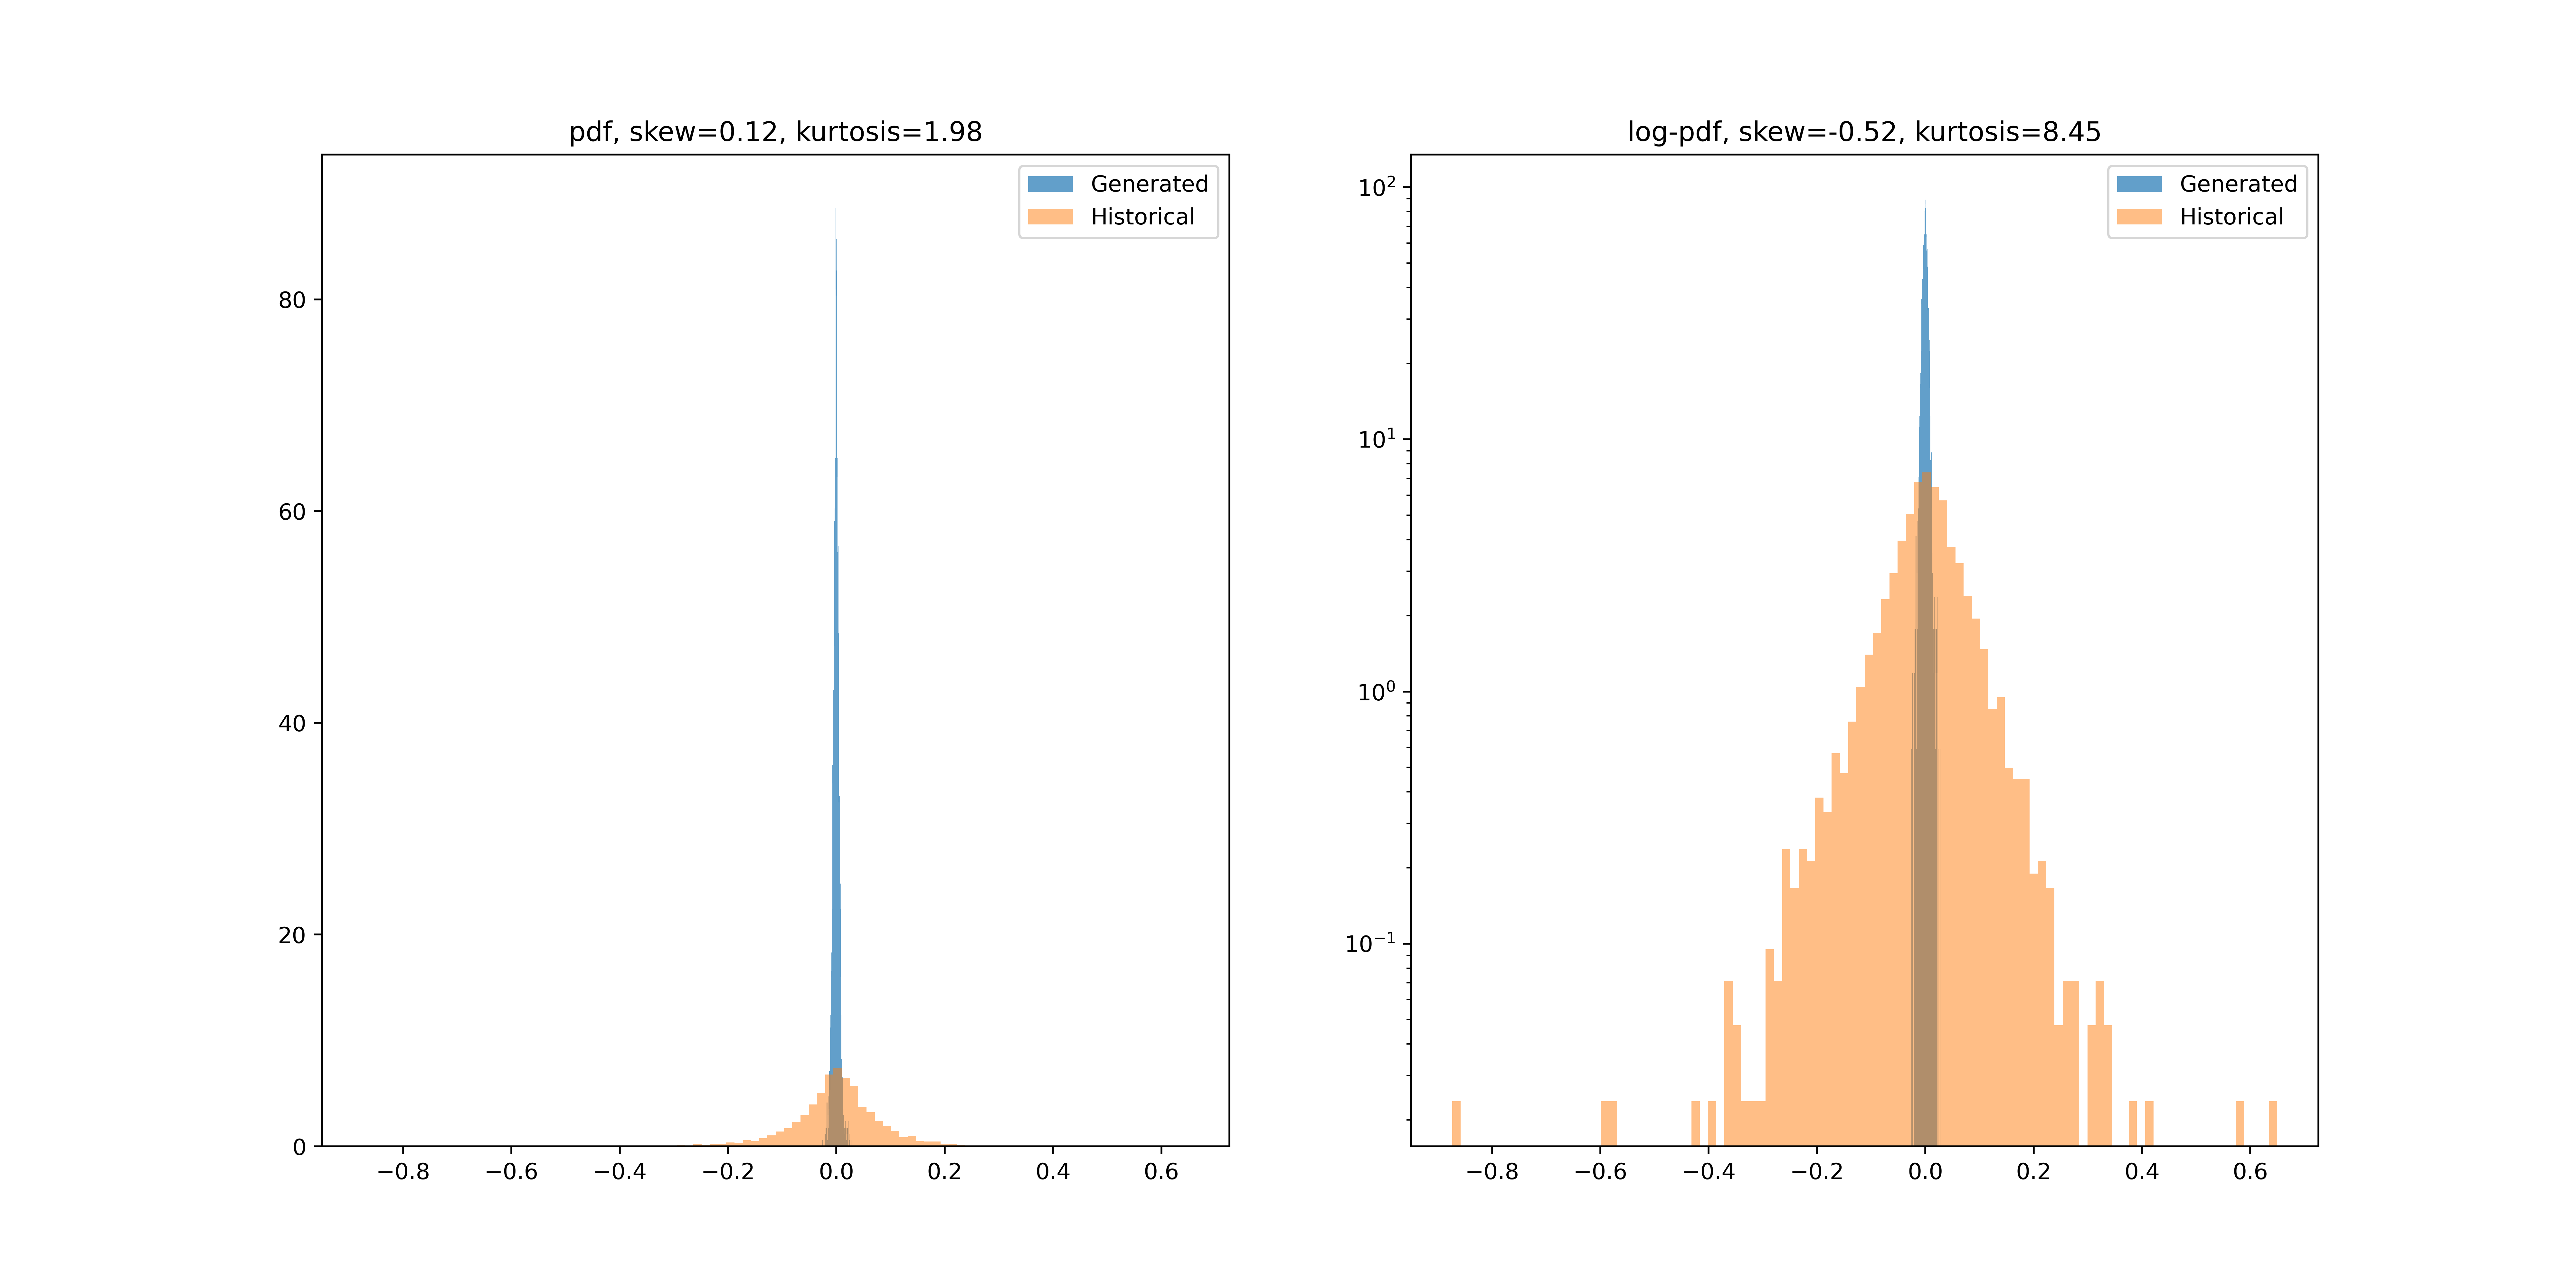 pdf, skew=0.12, kurtosis=1.98
Generated
Historical
80
60
40
20
0
−0.8 −0.6 −0.4 −0.2 0.0 0.2 0.4 0.6
log-pdf, skew=-0.52, kurtosis=8.45
Generated
Historical
10²
10¹
10⁰
10⁻¹
−0.8 −0.6 −0.4 −0.2 0.0 0.2 0.4 0.6